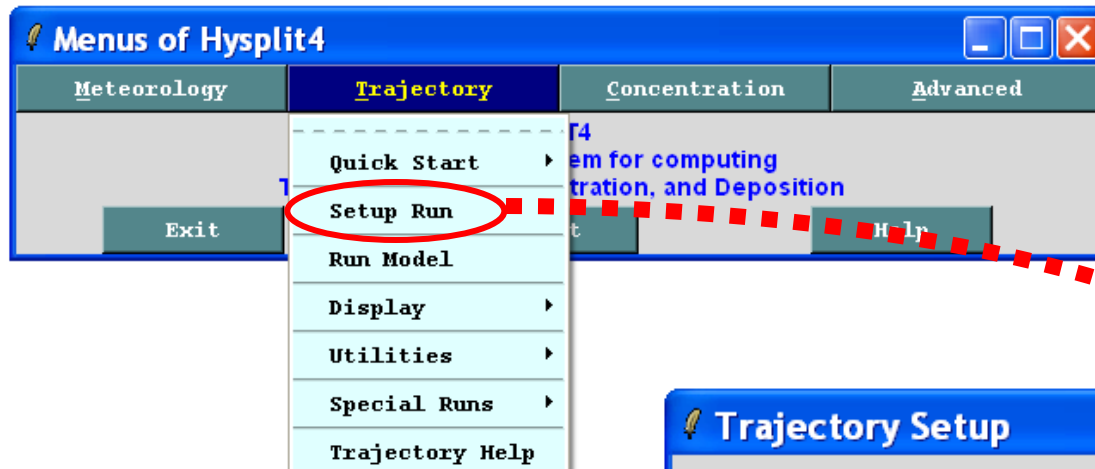 Menus of Hysplit4
Meteorology Trajectory Concentration Advanced
T4
Quick Start em for computing
T tration, and Deposition
Setup Run
Exit t Help
Run Model
Display
Utilities
Special Runs
Trajectory Help
Trajectory Setup